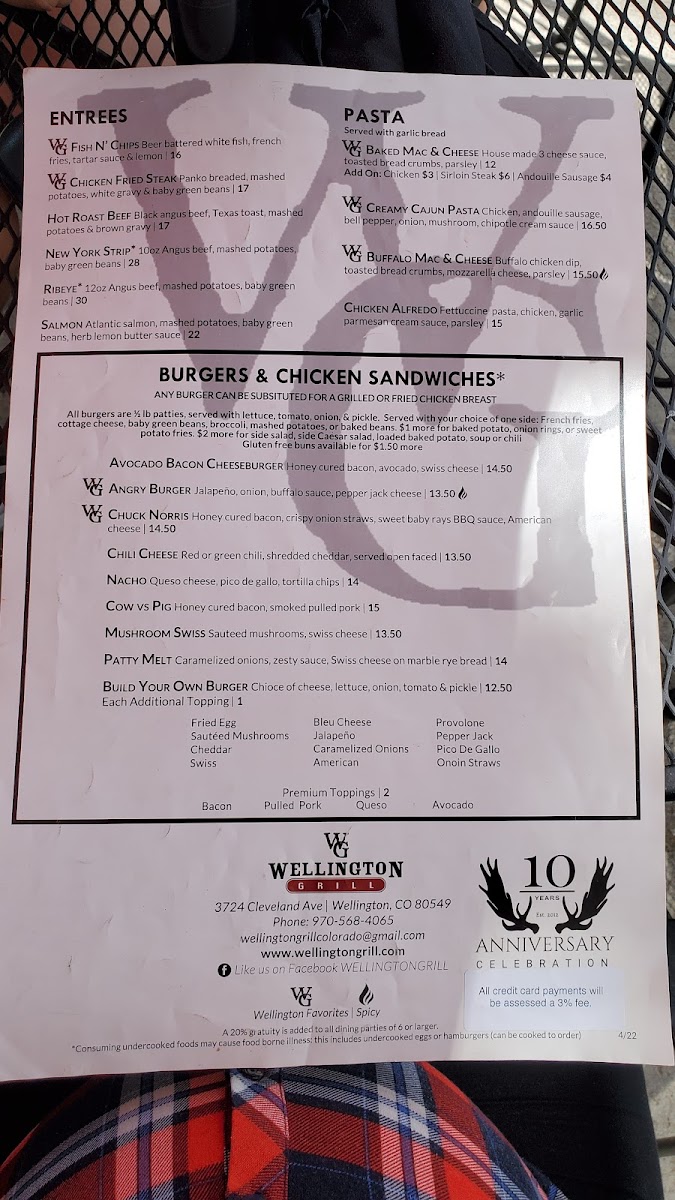 ENTREES
WG FISH N' CHIPS Beer battered white fish, french
fries, tartar sauce & lemon | 16
WG CHICKEN FRIED STEAK Panko breaded, mashed
potatoes, white gravy & baby green beans | 17
HOT ROAST BEEF Black angus beef, Texas toast, mashed
potatoes & brown gravy | 17
NEW YORK STRIP* 10oz Angus beef, mashed potatoes,
baby green beans | 28
RIBEYE* 12oz Angus beef, mashed potatoes, baby green
beans | 30
SALMON Atlantic salmon, mashed potatoes, baby green
beans, herb lemon butter sauce | 22
PASTA
Served with garlic bread
WG BAKED MAC & CHEESE House made 3 cheese sauce,
toasted bread crumbs, parsley | 12
Add On: Chicken $3 | Sirloin Steak $6 | Andouille Sausage $4
WG CREAMY CAJUN PASTA Chicken, andouille sausage,
bell pepper, onion, mushroom, chipotle cream sauce | 16.50
WG BUFFALO MAC & CHEESE Buffalo chicken dip,
toasted bread crumbs, mozzarella cheese, parsley | 15.50
CHICKEN ALFREDO Fettuccine pasta, chicken, garlic
parmesan cream sauce, parsley | 15
BURGERS & CHICKEN SANDWICHES*
ANY BURGER CAN BE SUBSITUTED FOR A GRILLED OR FRIED CHICKEN BREAST
All burgers are ½ lb patties, served with lettuce, tomato, onion, & pickle. Served with your choice of one side: French fries,
cottage cheese, baby green beans, broccoli, mashed potatoes, or baked beans. $1 more for baked potato, onion rings, or sweet
potato fries. $2 more for side salad, side Caesar salad, loaded baked potato, soup or chili
Gluten free buns available for $1.50 more
AVOCADO BACON CHEESEBURGER Honey cured bacon, avocado, swiss cheese | 14.50
WG ANGRY BURGER Jalapeño, onion, buffalo sauce, pepper jack cheese | 13.50
WG CHUCK NORRIS Honey cured bacon, crispy onion straws, sweet baby rays BBQ sauce, American
cheese | 14.50
CHILI CHEESE Red or green chili, shredded cheddar, served open faced | 13.50
NACHO Queso cheese, pico de gallo, tortilla chips | 14
COW VS PIG Honey cured bacon, smoked pulled pork | 15
MUSHROOM SWISS Sauteed mushrooms, swiss cheese | 13.50
PATTY MELT Caramelized onions, zesty sauce, Swiss cheese on marble rye bread | 14
BUILD YOUR OWN BURGER Chioce of cheese, lettuce, onion, tomato & pickle | 12.50
Each Additional Topping | 1
Fried Egg Bleu Cheese Provolone
Sautéed Mushrooms Jalapeño Pepper Jack
Cheddar Caramelized Onions Pico De Gallo
Swiss American Onoin Straws
Premium Toppings | 2
Bacon Pulled Pork Queso Avocado
WG
WELLINGTON
GRILL
3724 Cleveland Ave | Wellington, CO 80549
Phone: 970-568-4065
wellingtongrillcolorado@gmail.com
www.wellingtongrill.com
Like us on Facebook WELLINGTONGRILL
WG
Wellington Favorites | Spicy
10
YEARS
ANNIVERSARY
CELEBRATION
All credit card payments will
be assessed a 3% fee.
A 20% gratuity is added to all dining parties of 6 or larger.
*Consuming undercooked foods may cause food borne illness: this includes undercooked eggs or hamburgers (can be cooked to order)
4/22